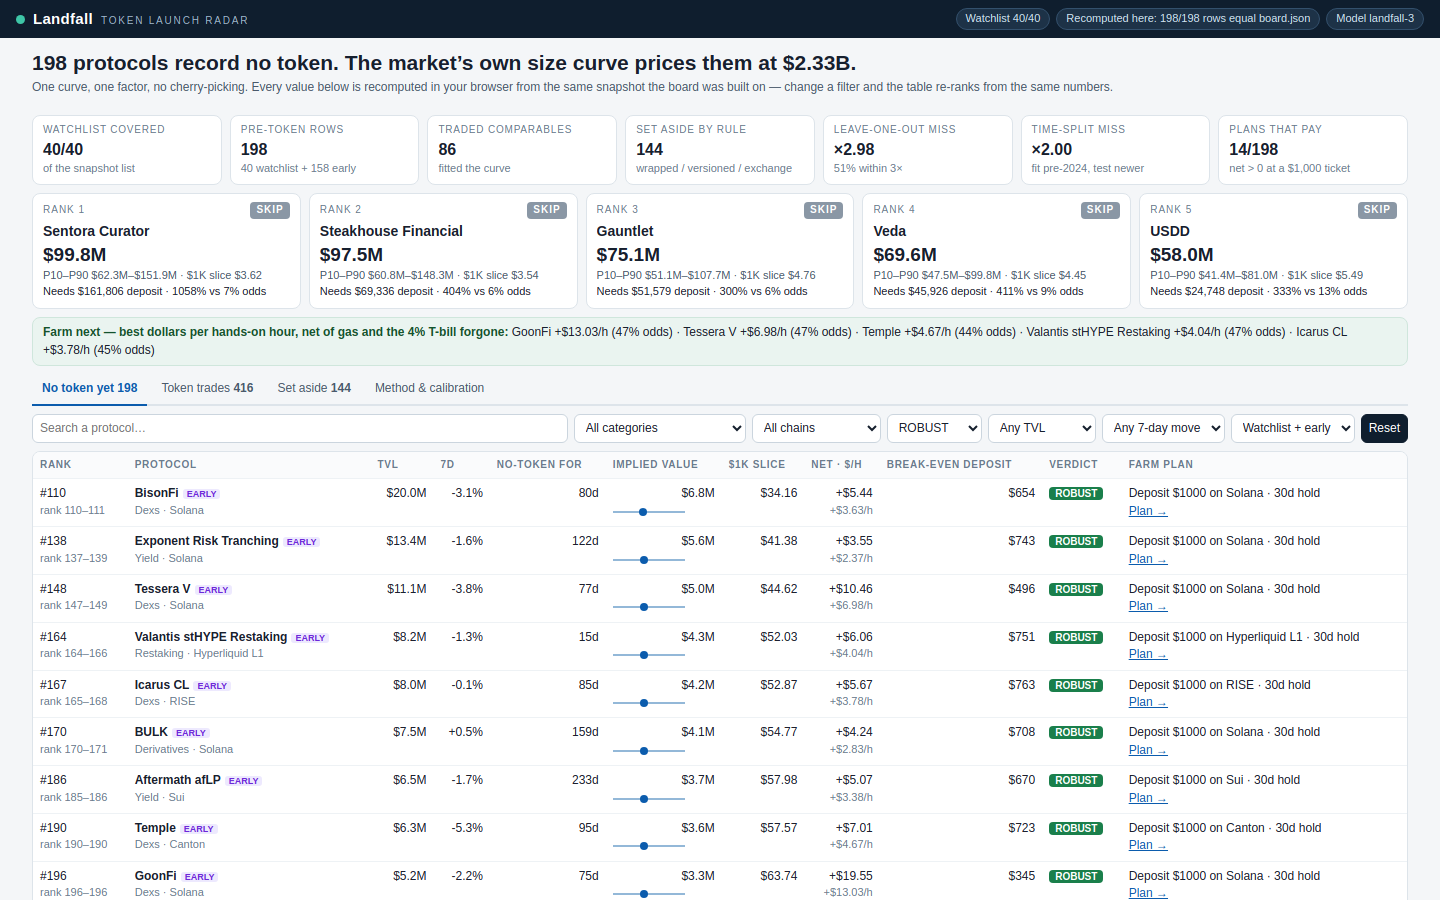 Landfall TOKEN LAUNCH RADAR
Watchlist 40/40 Recomputed here: 198/198 rows equal board.json Model landfall-3
198 protocols record no token. The market’s own size curve prices them at $2.33B.
One curve, one factor, no cherry-picking. Every value below is recomputed in your browser from the same snapshot the board was built on — change a filter and the table re-ranks from the same numbers.
WATCHLIST COVERED
40/40
of the snapshot list
PRE-TOKEN ROWS
198
40 watchlist + 158 early
TRADED COMPARABLES
86
fitted the curve
SET ASIDE BY RULE
144
wrapped / versioned / exchange
LEAVE-ONE-OUT MISS
×2.98
51% within 3×
TIME-SPLIT MISS
×2.00
fit pre-2024, test newer
PLANS THAT PAY
14/198
net > 0 at a $1,000 ticket
RANK 1 SKIP
Sentora Curator
$99.8M
P10–P90 $62.3M–$151.9M · $1K slice $3.62
Needs $161,806 deposit · 1058% vs 7% odds
RANK 2 SKIP
Steakhouse Financial
$97.5M
P10–P90 $60.8M–$148.3M · $1K slice $3.54
Needs $69,336 deposit · 404% vs 6% odds
RANK 3 SKIP
Gauntlet
$75.1M
P10–P90 $51.1M–$107.7M · $1K slice $4.76
Needs $51,579 deposit · 300% vs 6% odds
RANK 4 SKIP
Veda
$69.6M
P10–P90 $47.5M–$99.8M · $1K slice $4.45
Needs $45,926 deposit · 411% vs 9% odds
RANK 5 SKIP
USDD
$58.0M
P10–P90 $41.4M–$81.0M · $1K slice $5.49
Needs $24,748 deposit · 333% vs 13% odds
Farm next — best dollars per hands-on hour, net of gas and the 4% T-bill forgone: GoonFi +$13.03/h (47% odds) · Tessera V +$6.98/h (47% odds) · Temple +$4.67/h (44% odds) · Valantis stHYPE Restaking +$4.04/h (47% odds) · Icarus CL
+$3.78/h (45% odds)
No token yet 198 Token trades 416 Set aside 144 Method & calibration
Search a protocol… All categories All chains ROBUST Any TVL Any 7-day move Watchlist + early Reset
RANK PROTOCOL TVL 7D NO-TOKEN FOR IMPLIED VALUE $1K SLICE NET · $/H BREAK-EVEN DEPOSIT VERDICT FARM PLAN
#110 BisonFi EARLY $20.0M -3.1% 80d $6.8M $34.16 +$5.44 $654 ROBUST Deposit $1000 on Solana · 30d hold
rank 110–111 Dexs · Solana +$3.63/h Plan →
#138 Exponent Risk Tranching EARLY $13.4M -1.6% 122d $5.6M $41.38 +$3.55 $743 ROBUST Deposit $1000 on Solana · 30d hold
rank 137–139 Yield · Solana +$2.37/h Plan →
#148 Tessera V EARLY $11.1M -3.8% 77d $5.0M $44.62 +$10.46 $496 ROBUST Deposit $1000 on Solana · 30d hold
rank 147–149 Dexs · Solana +$6.98/h Plan →
#164 Valantis stHYPE Restaking EARLY $8.2M -1.3% 15d $4.3M $52.03 +$6.06 $751 ROBUST Deposit $1000 on Hyperliquid L1 · 30d hold
rank 164–166 Restaking · Hyperliquid L1 +$4.04/h Plan →
#167 Icarus CL EARLY $8.0M -0.1% 85d $4.2M $52.87 +$5.67 $763 ROBUST Deposit $1000 on RISE · 30d hold
rank 165–168 Dexs · RISE +$3.78/h Plan →
#170 BULK EARLY $7.5M +0.5% 159d $4.1M $54.77 +$4.24 $708 ROBUST Deposit $1000 on Solana · 30d hold
rank 170–171 Derivatives · Solana +$2.83/h Plan →
#186 Aftermath afLP EARLY $6.5M -1.7% 233d $3.7M $57.98 +$5.07 $670 ROBUST Deposit $1000 on Sui · 30d hold
rank 185–186 Yield · Sui +$3.38/h Plan →
#190 Temple EARLY $6.3M -5.3% 95d $3.6M $57.57 +$7.01 $723 ROBUST Deposit $1000 on Canton · 30d hold
rank 190–190 Dexs · Canton +$4.67/h Plan →
#196 GoonFi EARLY $5.2M -2.2% 75d $3.3M $63.74 +$19.55 $345 ROBUST Deposit $1000 on Solana · 30d hold
rank 196–196 Dexs · Solana +$13.03/h Plan →